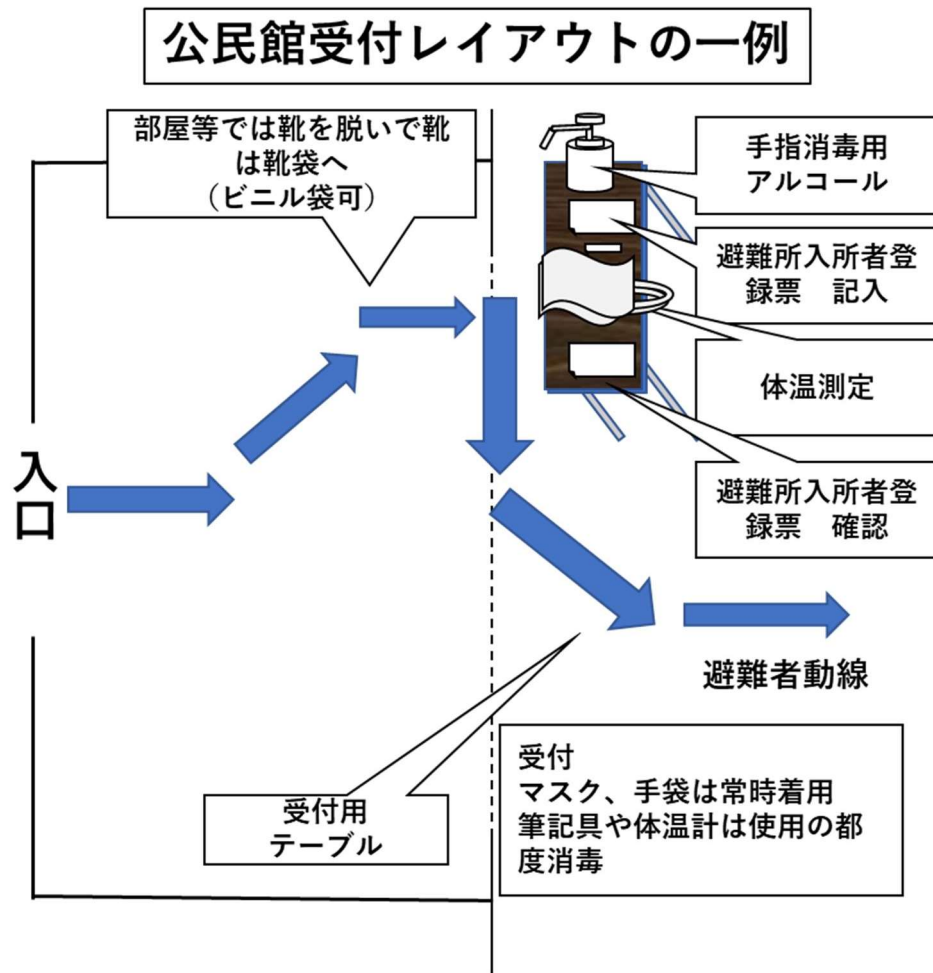 公民館受付レイアウトの一例
部屋等では靴を脱いで靴
は靴袋へ
（ビニル袋可）
手指消毒用
アルコール
避難所入所者登
録票　記入
体温測定
避難所入所者登
録票　確認
入
口
避難者動線
受付用
テーブル
受付
マスク、手袋は常時着用
筆記具や体温計は使用の都
度消毒